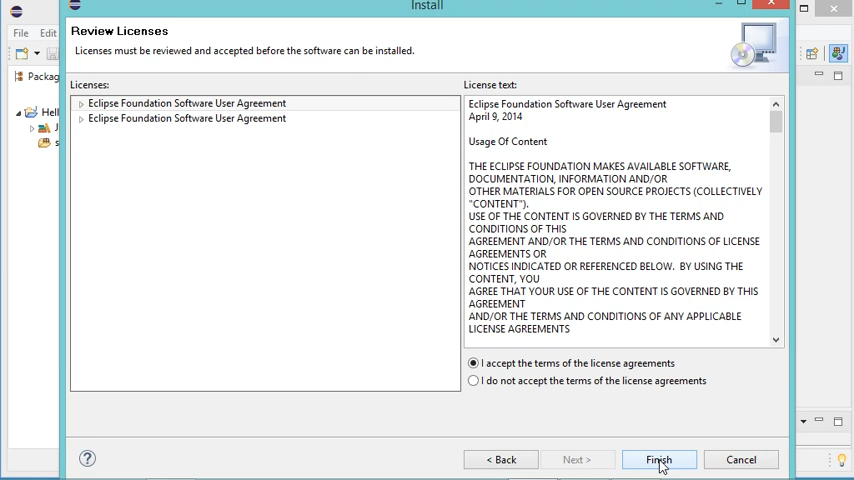 Install
File Edit
Review Licenses
Licenses must be reviewed and accepted before the software can be installed.
Packag
Hell
J
s
Licenses:
Eclipse Foundation Software User Agreement
Eclipse Foundation Software User Agreement
License text:
Eclipse Foundation Software User Agreement
April 9, 2014
Usage Of Content
THE ECLIPSE FOUNDATION MAKES AVAILABLE SOFTWARE,
DOCUMENTATION, INFORMATION AND/OR
OTHER MATERIALS FOR OPEN SOURCE PROJECTS (COLLECTIVELY
"CONTENT").
USE OF THE CONTENT IS GOVERNED BY THE TERMS AND
CONDITIONS OF THIS
AGREEMENT AND/OR THE TERMS AND CONDITIONS OF LICENSE
AGREEMENTS OR
NOTICES INDICATED OR REFERENCED BELOW.  BY USING THE
CONTENT, YOU
AGREE THAT YOUR USE OF THE CONTENT IS GOVERNED BY THIS
AGREEMENT
AND/OR THE TERMS AND CONDITIONS OF ANY APPLICABLE
LICENSE AGREEMENTS
I accept the terms of the license agreements
I do not accept the terms of the license agreements
< Back
Next >
Finish
Cancel